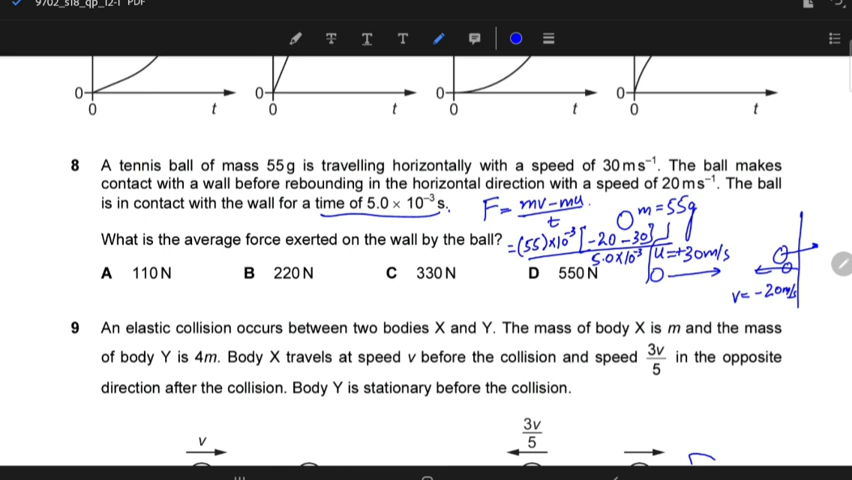 9702_s18_qp_12-1 PDF
T T T
0 0 0 0
0 t 0 t 0 t 0 t
8 A tennis ball of mass 55 g is travelling horizontally with a speed of 30 m s⁻¹. The ball makes
contact with a wall before rebounding in the horizontal direction with a speed of 20 m s⁻¹. The ball
is in contact with the wall for a time of 5.0 × 10⁻³ s.
F = mv - mu / t
m = 55g
What is the average force exerted on the wall by the ball?
= (55)×10⁻³ [-20 - 30] / 5.0×10⁻³
u = +30m/s
v = -20m/s
A 110 N B 220 N C 330 N D 550 N
9 An elastic collision occurs between two bodies X and Y. The mass of body X is m and the mass
of body Y is 4m. Body X travels at speed v before the collision and speed 3v/5 in the opposite
direction after the collision. Body Y is stationary before the collision.
v 3v/5